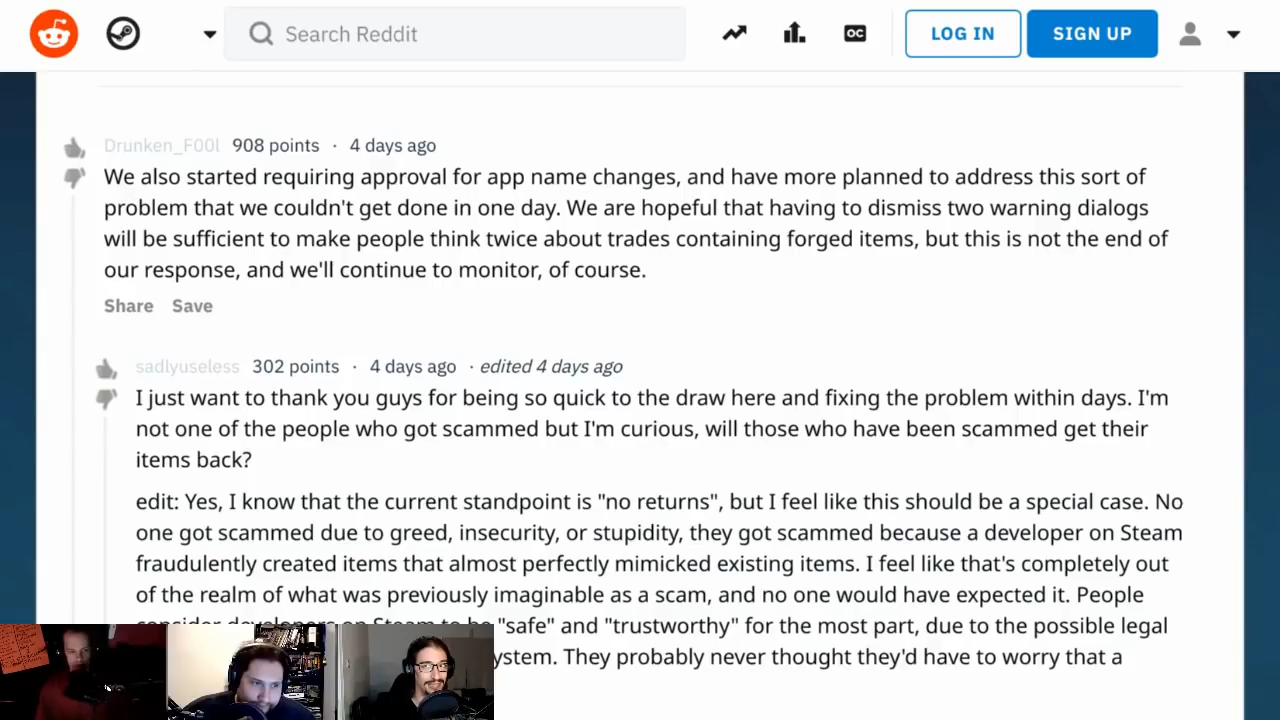 Search Reddit
OC
LOG IN
SIGN UP
Drunken_F00l 908 points · 4 days ago
We also started requiring approval for app name changes, and have more planned to address this sort of
problem that we couldn't get done in one day. We are hopeful that having to dismiss two warning dialogs
will be sufficient to make people think twice about trades containing forged items, but this is not the end of
our response, and we'll continue to monitor, of course.
Share Save
sadlyuseless 302 points · 4 days ago · edited 4 days ago
I just want to thank you guys for being so quick to the draw here and fixing the problem within days. I'm
not one of the people who got scammed but I'm curious, will those who have been scammed get their
items back?
edit: Yes, I know that the current standpoint is "no returns", but I feel like this should be a special case. No
one got scammed due to greed, insecurity, or stupidity, they got scammed because a developer on Steam
fraudulently created items that almost perfectly mimicked existing items. I feel like that's completely out
of the realm of what was previously imaginable as a scam, and no one would have expected it. People
consider developers on Steam to be "safe" and "trustworthy" for the most part, due to the possible legal
ystem. They probably never thought they'd have to worry that a